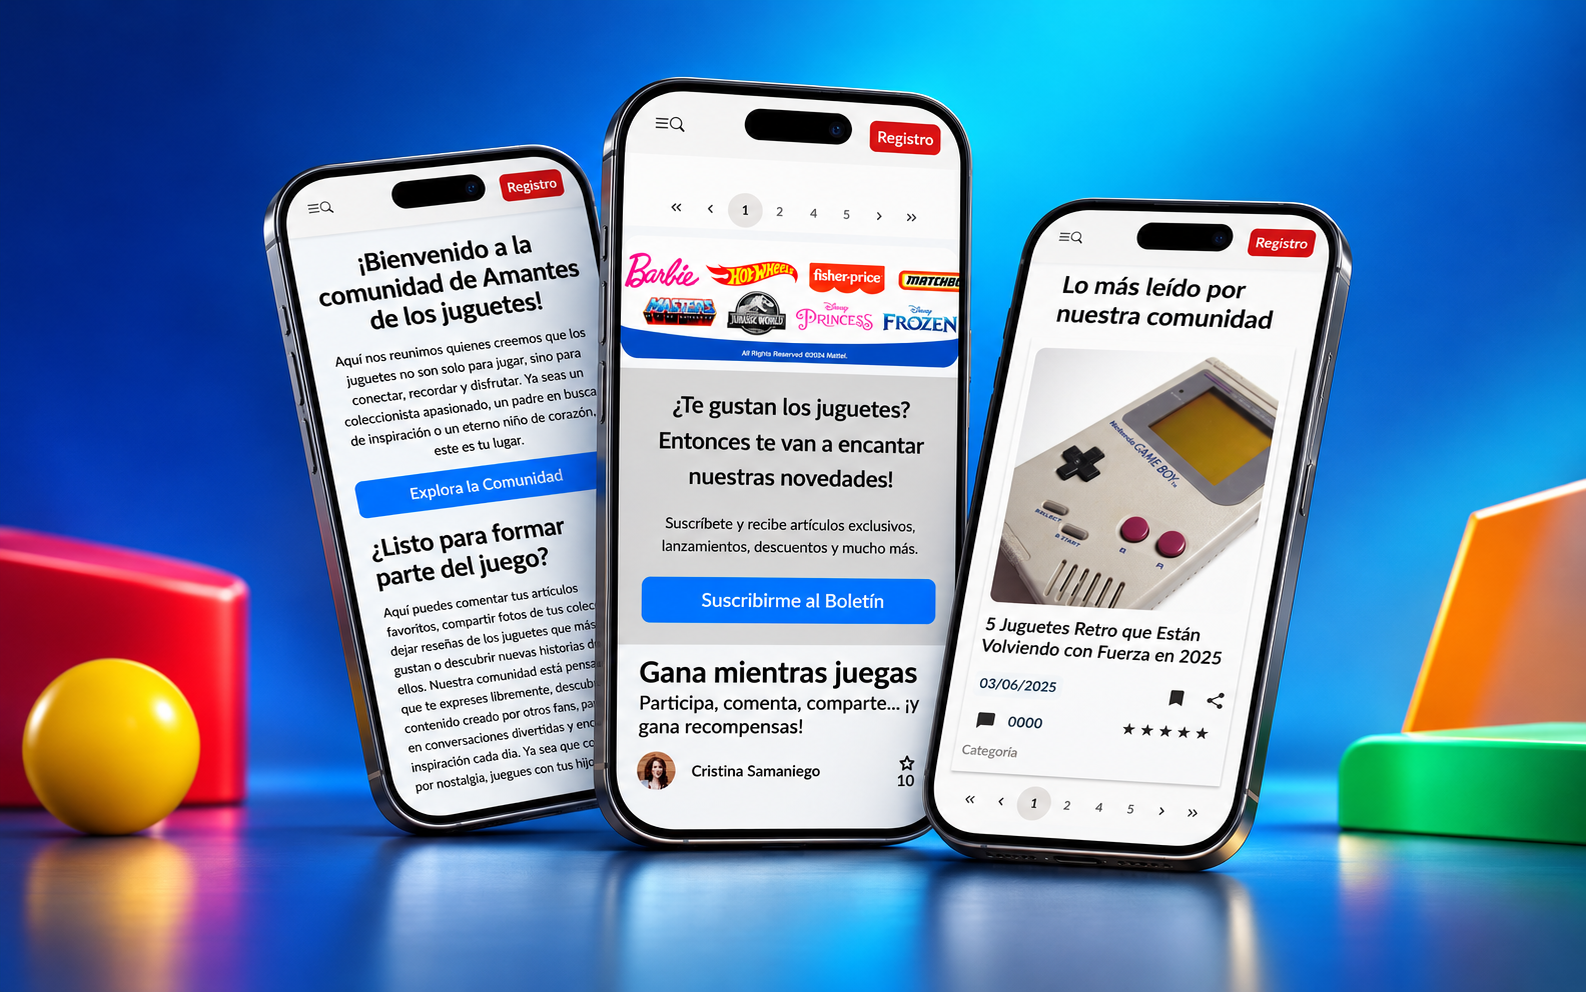 Registro
¡Bienvenido a la
comunidad de Amantes
de los juguetes!
Aquí nos reunimos quienes creemos que los
juguetes no son solo para jugar, sino para
conectar, recordar y disfrutar. Ya seas un
coleccionista apasionado, un padre en busca
de inspiración o un eterno niño de corazón,
este es tu lugar.
Explora la Comunidad
¿Listo para formar
parte del juego?
Aquí puedes comentar tus artículos
favoritos, compartir fotos de tus colec
dejar reseñas de los juguetes que más
gustan o descubrir nuevas historias d
ellos. Nuestra comunidad está pensa
que te expreses libremente, descub
contenido creado por otros fans, pa
en conversaciones divertidas y enc
inspiración cada día. Ya sea que co
por nostalgia, juegues con tus hijo
Registro
« ‹ 1 2 4 5 › »
Barbie HOT WHEELS fisher-price MATCHBO
MASTERS JURASSIC WORLD Disney PRINCESS Disney FROZEN
All Rights Reserved ©2024 Mattel.
¿Te gustan los juguetes?
Entonces te van a encantar
nuestras novedades!
Suscríbete y recibe artículos exclusivos,
lanzamientos, descuentos y mucho más.
Suscribirme al Boletín
Gana mientras juegas
Participa, comenta, comparte... ¡y
gana recompensas!
Cristina Samaniego
10
Registro
Lo más leído por
nuestra comunidad
Nintendo GAME BOY TM
SELECT
START
B
A
5 Juguetes Retro que Están
Volviendo con Fuerza en 2025
03/06/2025
0000
Categoría
« ‹ 1 2 4 5 › »